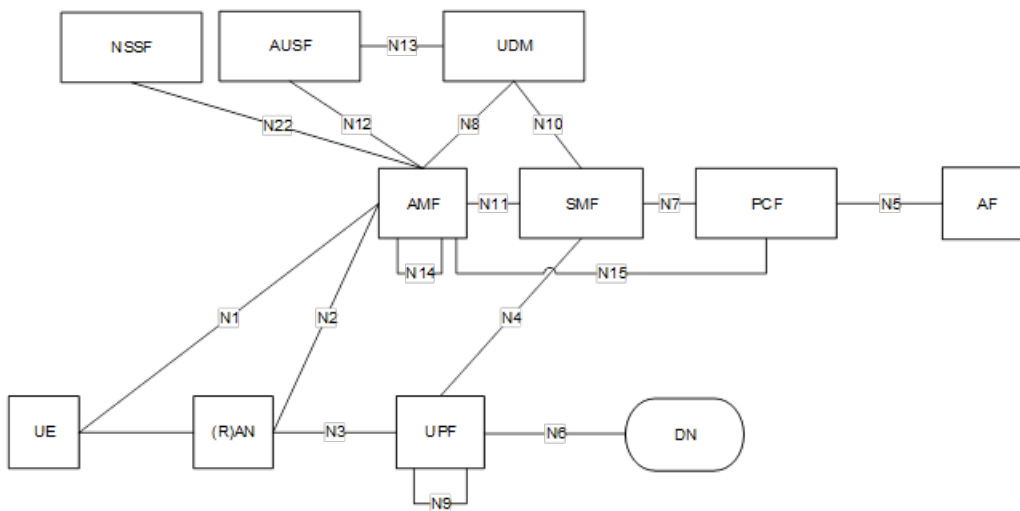 NSSF
AUSF
N13
UDM
N22
N12
N8
N10
AMF
N11
SMF
N7
PCF
N5
AF
N14
N15
N1
N2
N4
UE
(R)AN
N3
UPF
N6
DN
N9